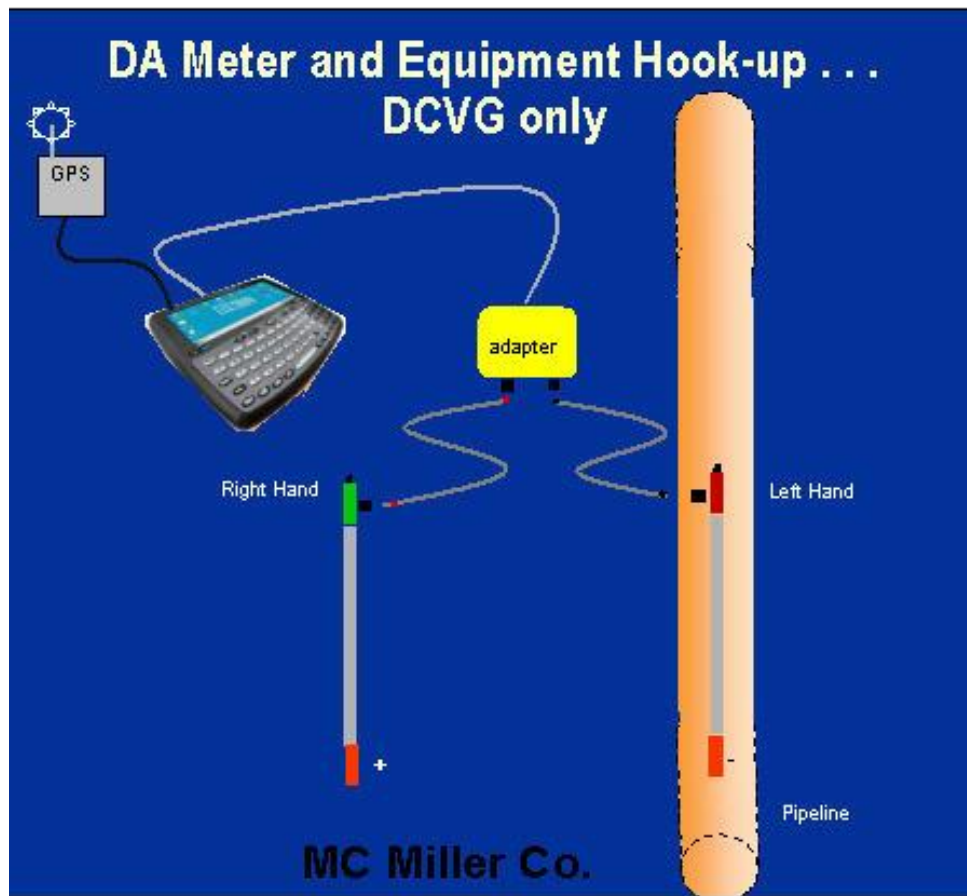 DA Meter and Equipment Hook-up . . .
DCVG only
GPS
adapter
Right Hand
Left Hand
+
-
Pipeline
MC Miller Co.